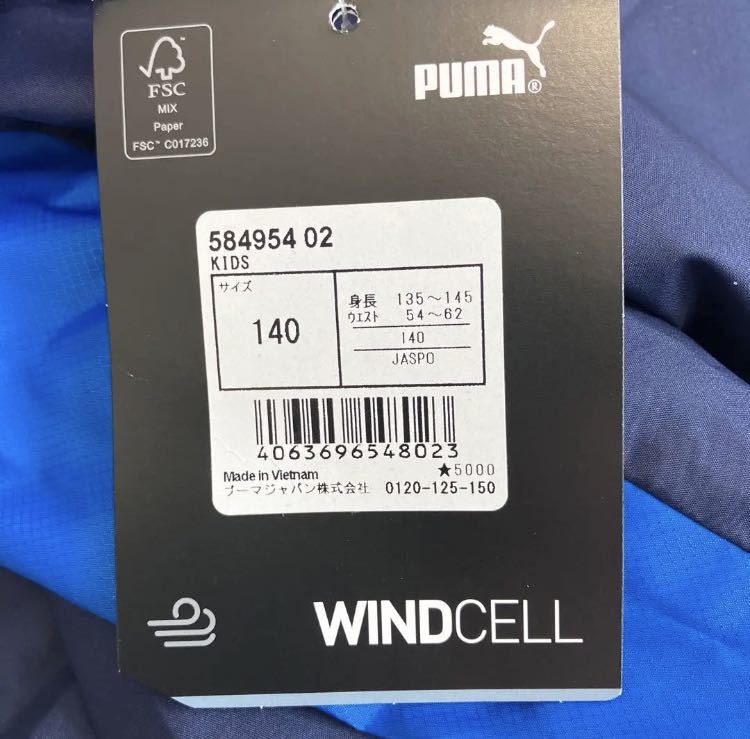 FSC
MIX
Paper
FSC™ C017236
PUMA®
584954 02
KIDS
サイズ
140
身長 135～145
ウエスト 54～62
140
JASPO
4063696548023
Made in Vietnam
★5000
プーマジャパン株式会社 0120-125-150
WINDCELL